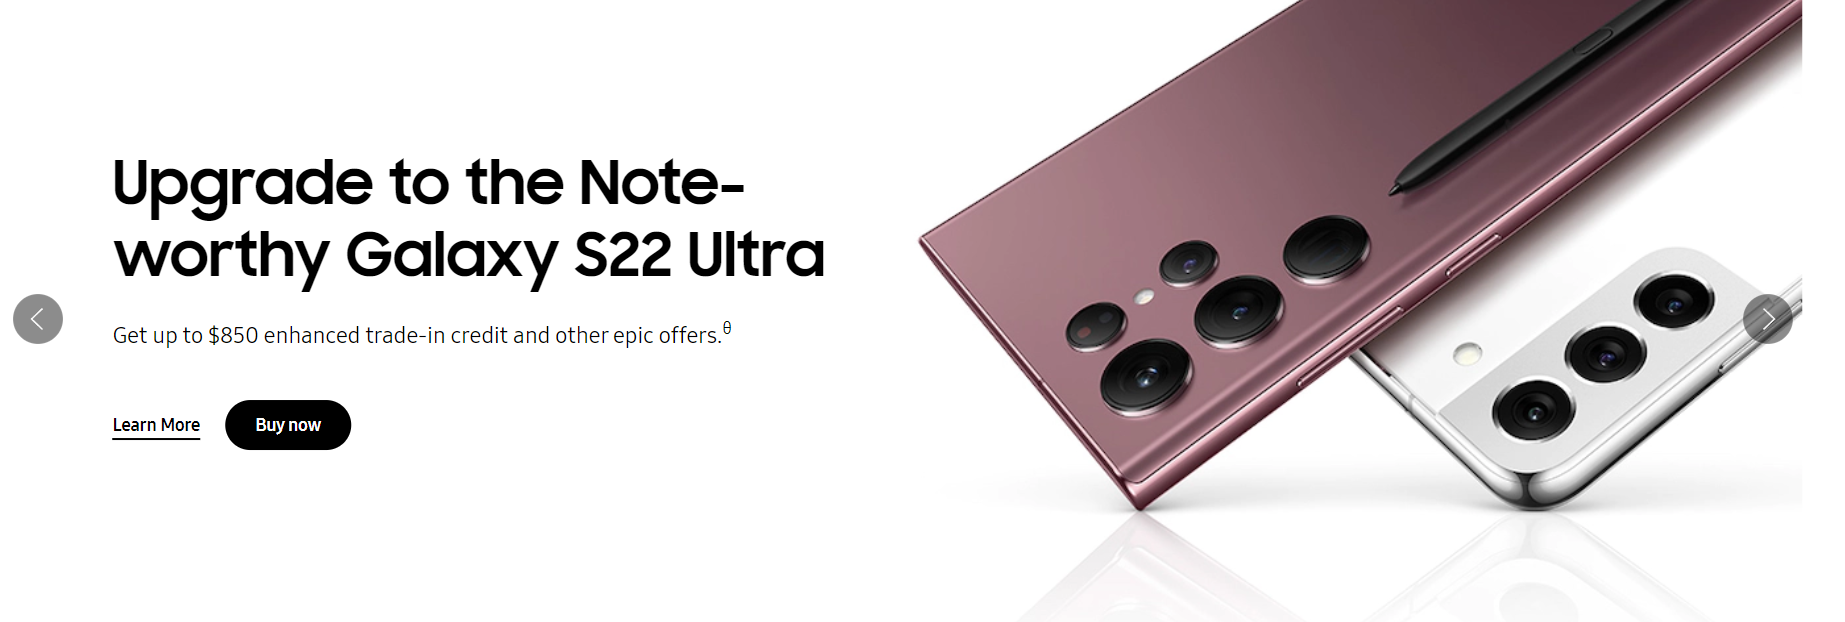 Upgrade to the Note-
worthy Galaxy S22 Ultra
Get up to $850 enhanced trade-in credit and other epic offers.θ
Learn More
Buy now